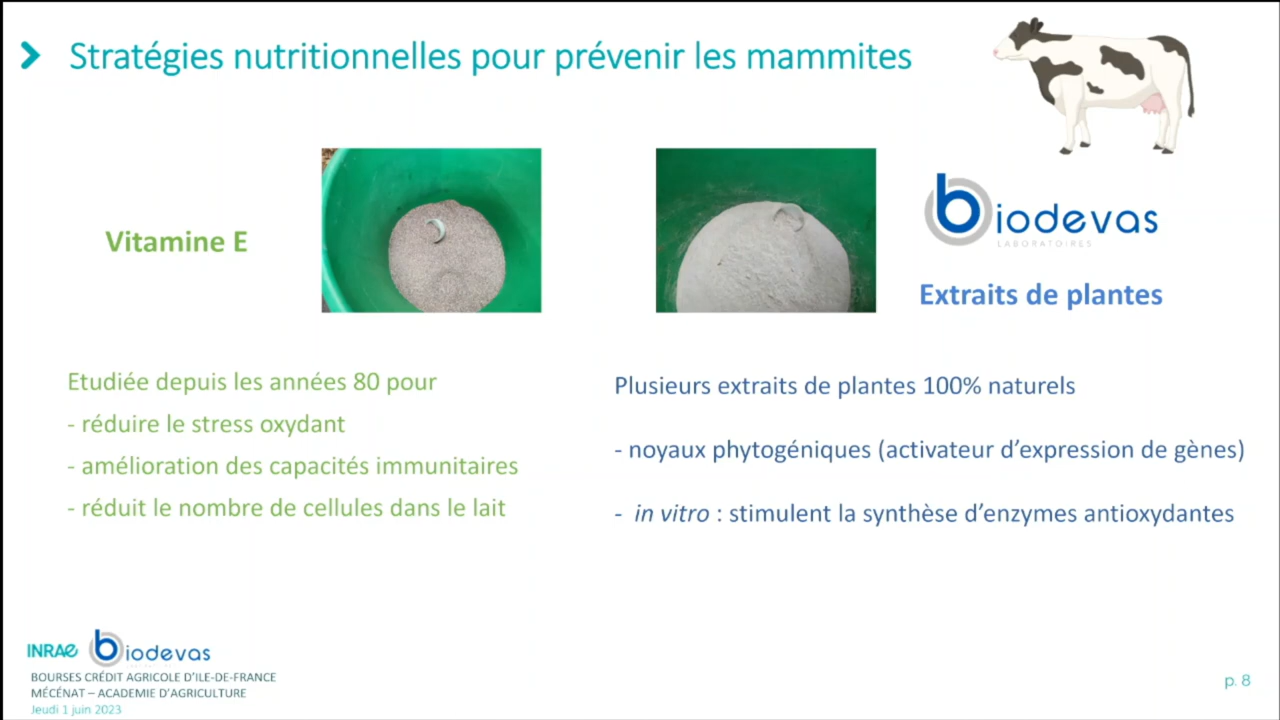 Stratégies nutritionnelles pour prévenir les mammites
Vitamine E
biodevas
LABORATOIRES
Extraits de plantes
Etudiée depuis les années 80 pour
- réduire le stress oxydant
- amélioration des capacités immunitaires
- réduit le nombre de cellules dans le lait
Plusieurs extraits de plantes 100% naturels
- noyaux phytogéniques (activateur d’expression de gènes)
- in vitro : stimulent la synthèse d’enzymes antioxydantes
INRAE biodevas
BOURSES CRÉDIT AGRICOLE D’ILE-DE-FRANCE
MÉCÉNAT – ACADEMIE D’AGRICULTURE
Jeudi 1 juin 2023
p. 8